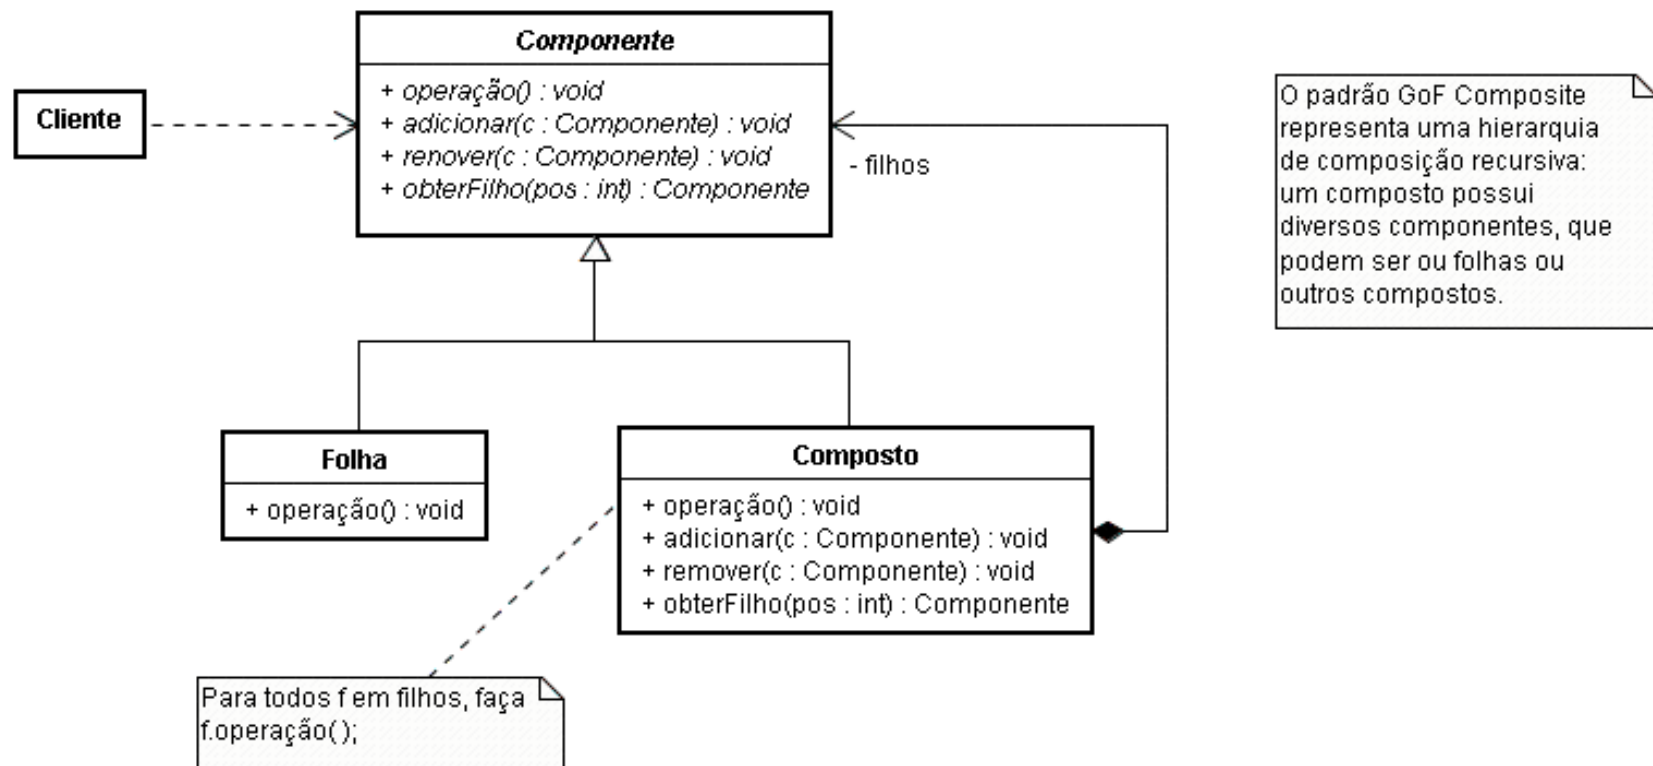 Componente
+ operação() : void
+ adicionar(c : Componente) : void
+ renover(c : Componente) : void
+ obterFilho(pos : int) : Componente
Cliente
- filhos
O padrão GoF Composite
representa uma hierarquia
de composição recursiva:
um composto possui
diversos componentes, que
podem ser ou folhas ou
outros compostos.
Folha
+ operação() : void
Composto
+ operação() : void
+ adicionar(c : Componente) : void
+ remover(c : Componente) : void
+ obterFilho(pos : int) : Componente
Para todos f em filhos, faça
f.operação();